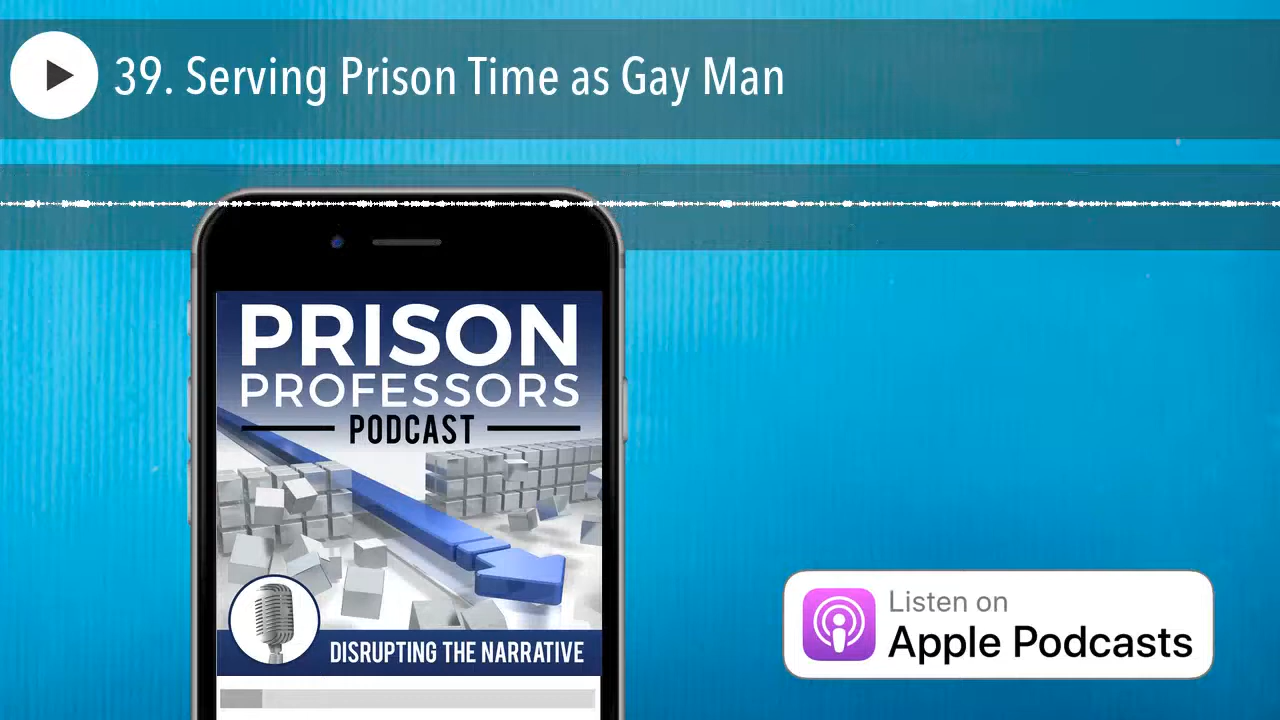 39. Serving Prison Time as Gay Man
PRISON
PROFESSORS
PODCAST
DISRUPTING THE NARRATIVE
Listen on
Apple Podcasts